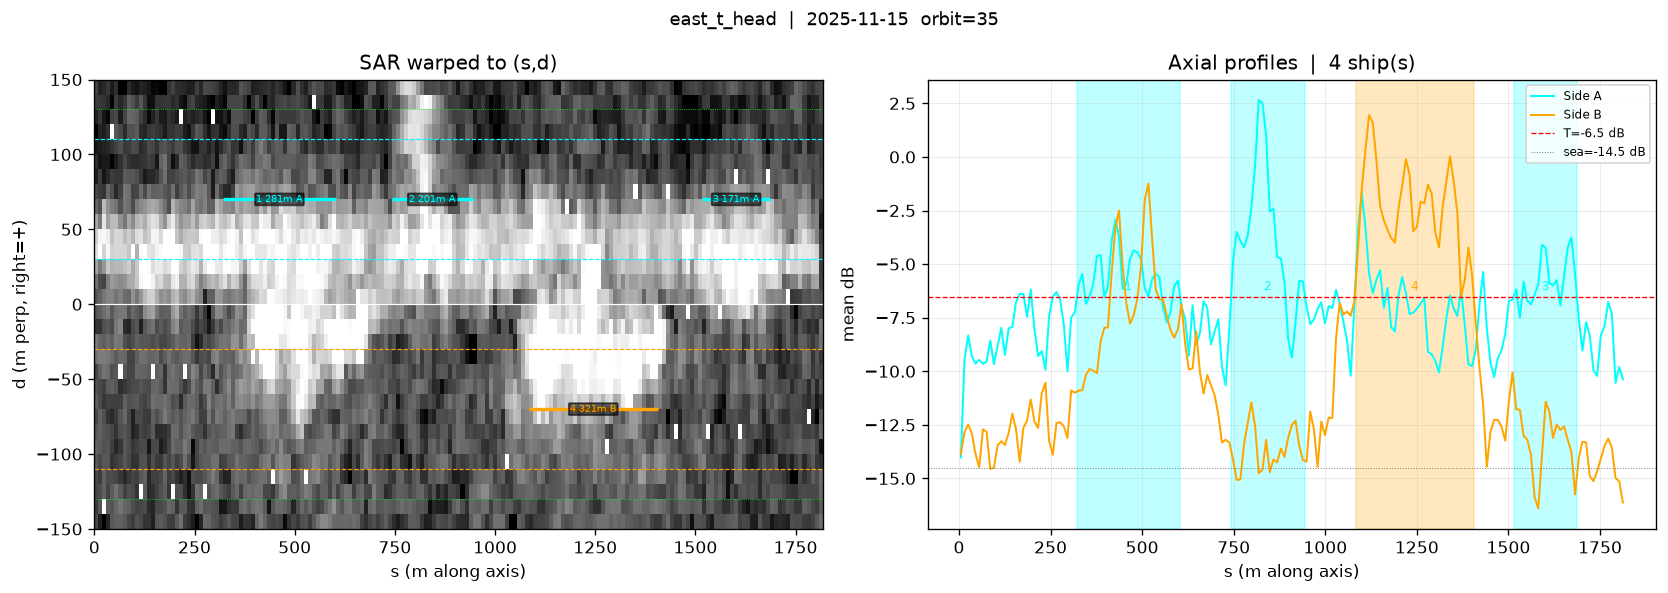 east_t_head  |  2025-11-15  orbit=35
SAR warped to (s,d)
150
100
50
0
−50
−100
−150
d (m perp, right=+)
1 281m A
2 201m A
3 171m A
4 321m B
0
250
500
750
1000
1250
1500
1750
s (m along axis)
Axial profiles  |  4 ship(s)
2.5
0.0
−2.5
−5.0
−7.5
−10.0
−12.5
−15.0
mean dB
Side A
Side B
T=-6.5 dB
sea=-14.5 dB
1
2
4
3
0
250
500
750
1000
1250
1500
1750
s (m along axis)